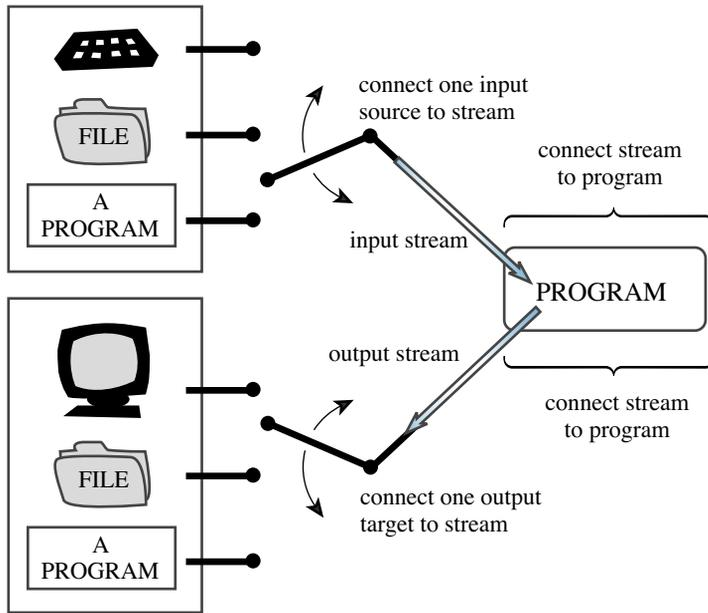 FILE
A
PROGRAM
connect one input
source to stream
connect stream
to program
input stream
PROGRAM
output stream
connect stream
to program
FILE
connect one output
target to stream
A
PROGRAM